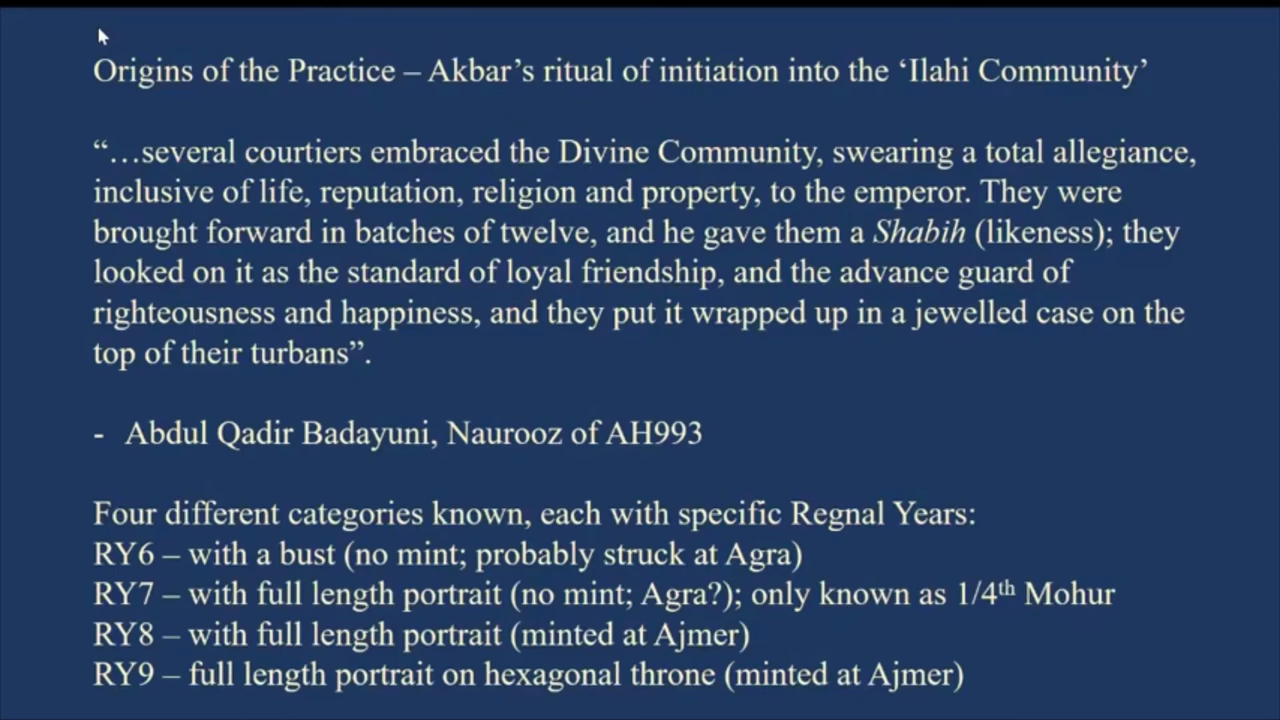 Origins of the Practice – Akbar’s ritual of initiation into the ‘Ilahi Community’
“…several courtiers embraced the Divine Community, swearing a total allegiance,
inclusive of life, reputation, religion and property, to the emperor. They were
brought forward in batches of twelve, and he gave them a Shabih (likeness); they
looked on it as the standard of loyal friendship, and the advance guard of
righteousness and happiness, and they put it wrapped up in a jewelled case on the
top of their turbans”.
- Abdul Qadir Badayuni, Naurooz of AH993
Four different categories known, each with specific Regnal Years:
RY6 – with a bust (no mint; probably struck at Agra)
RY7 – with full length portrait (no mint; Agra?); only known as 1/4th Mohur
RY8 – with full length portrait (minted at Ajmer)
RY9 – full length portrait on hexagonal throne (minted at Ajmer)